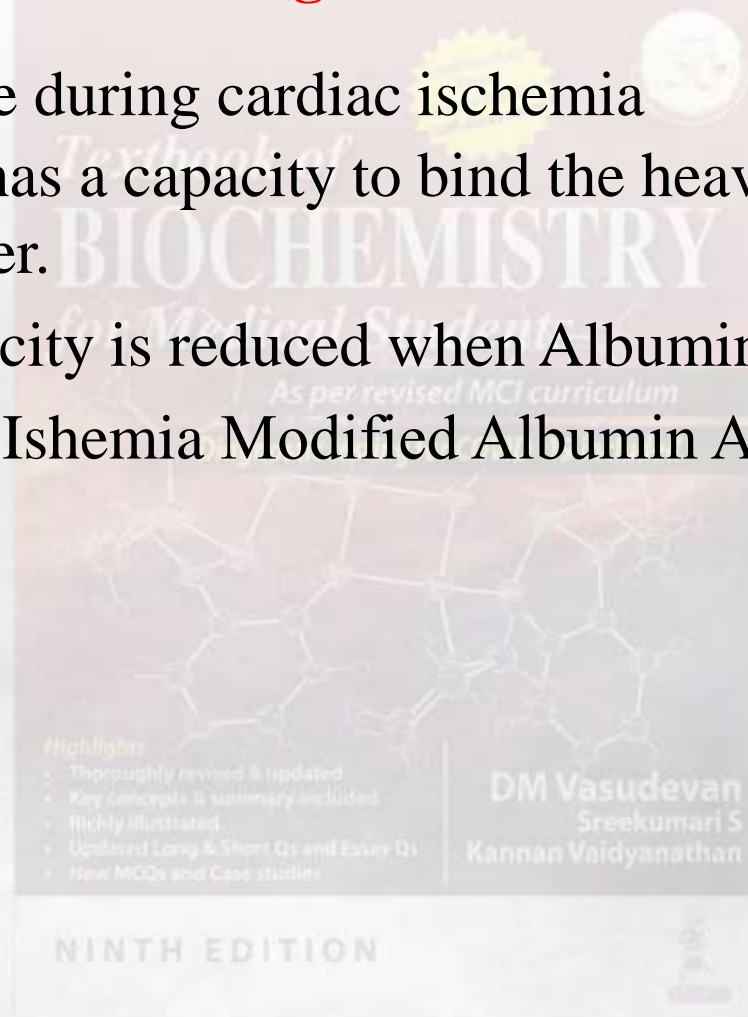 e during cardiac ischemia
has a capacity to bind the heav
er.
city is reduced when Albumin
Ishemia Modified Albumin A
Textbook of
BIOCHEMISTRY
for Medical Students
As per revised MCI curriculum
Highlights
• Thoroughly revised & updated
• Key concepts & summary included
• Richly illustrated
• Updated Long & Short Qs and Essay Qs
• New MCQs and Case studies
DM Vasudevan
Sreekumari S
Kannan Vaidyanathan
NINTH EDITION